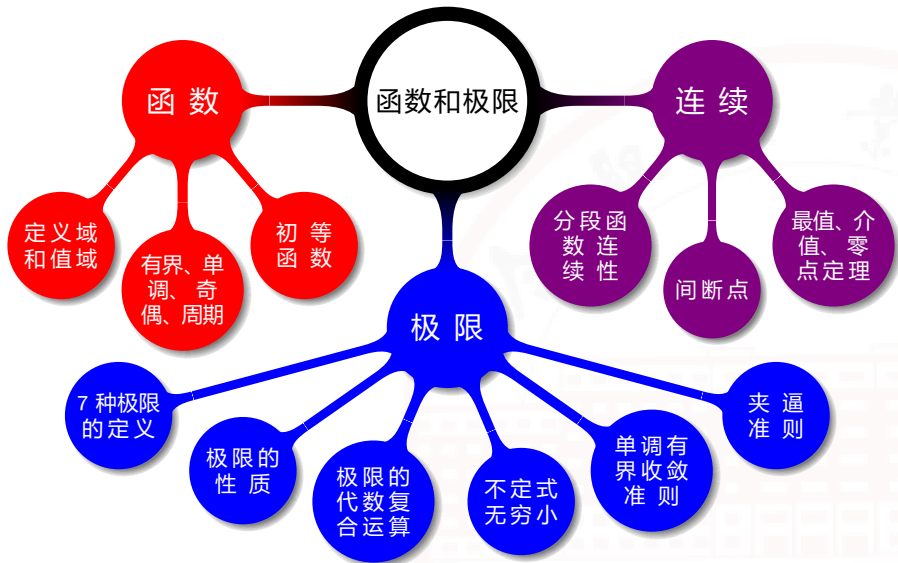 函数
函数和极限
连续
定义域
和值域
有界、单
调、奇
偶、周期
初等
函数
分段函
数连
续性
间断点
最值、介
值、零
点定理
极限
7 种极限
的定义
极限的
性质
极限的
代数复
合运算
不定式
无穷小
单调有
界收敛
准则
夹逼
准则